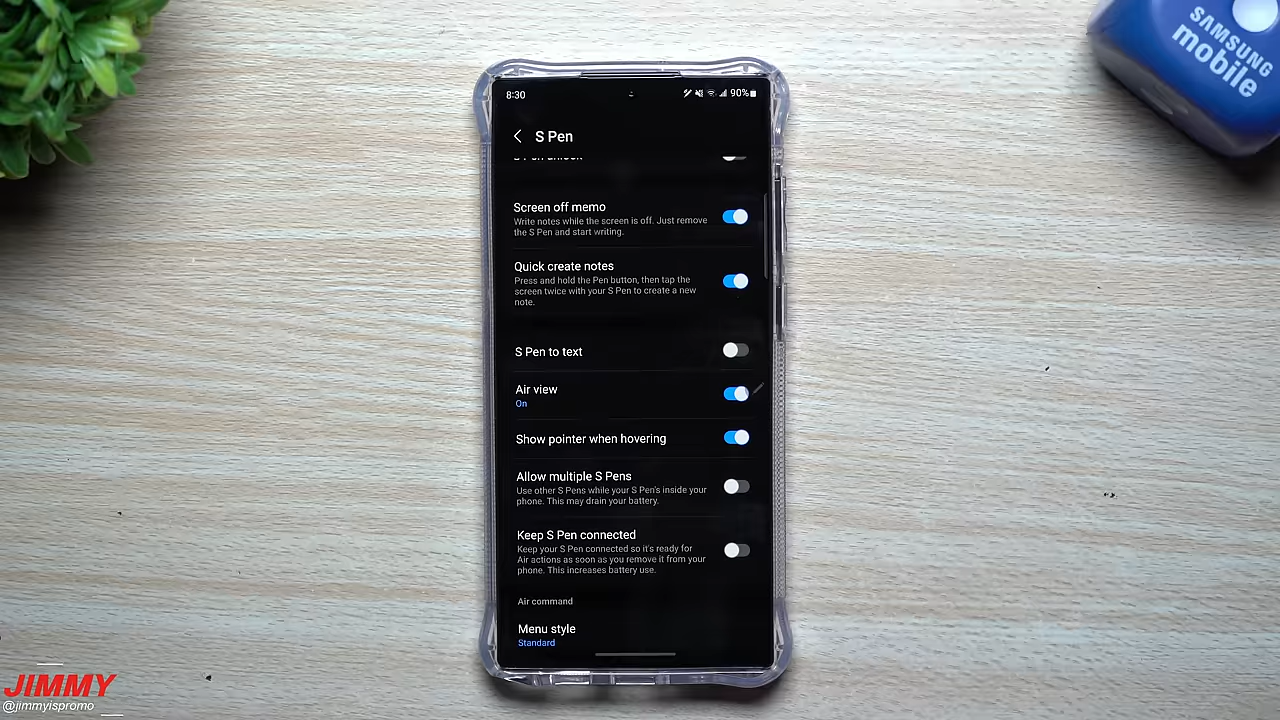 SAMSUNG
mobile
8:30
90%
S Pen
S Pen unlock
Screen off memo
Write notes while the screen is off. Just remove
the S Pen and start writing.
Quick create notes
Press and hold the Pen button, then tap the
screen twice with your S Pen to create a new
note.
S Pen to text
Air view
On
Show pointer when hovering
Allow multiple S Pens
Use other S Pens while your S Pen's inside your
phone. This may drain your battery.
Keep S Pen connected
Keep your S Pen connected so it's ready for
Air actions as soon as you remove it from your
phone. This increases battery use.
Air command
Menu style
Standard
JIMMY
@jimmyispromo